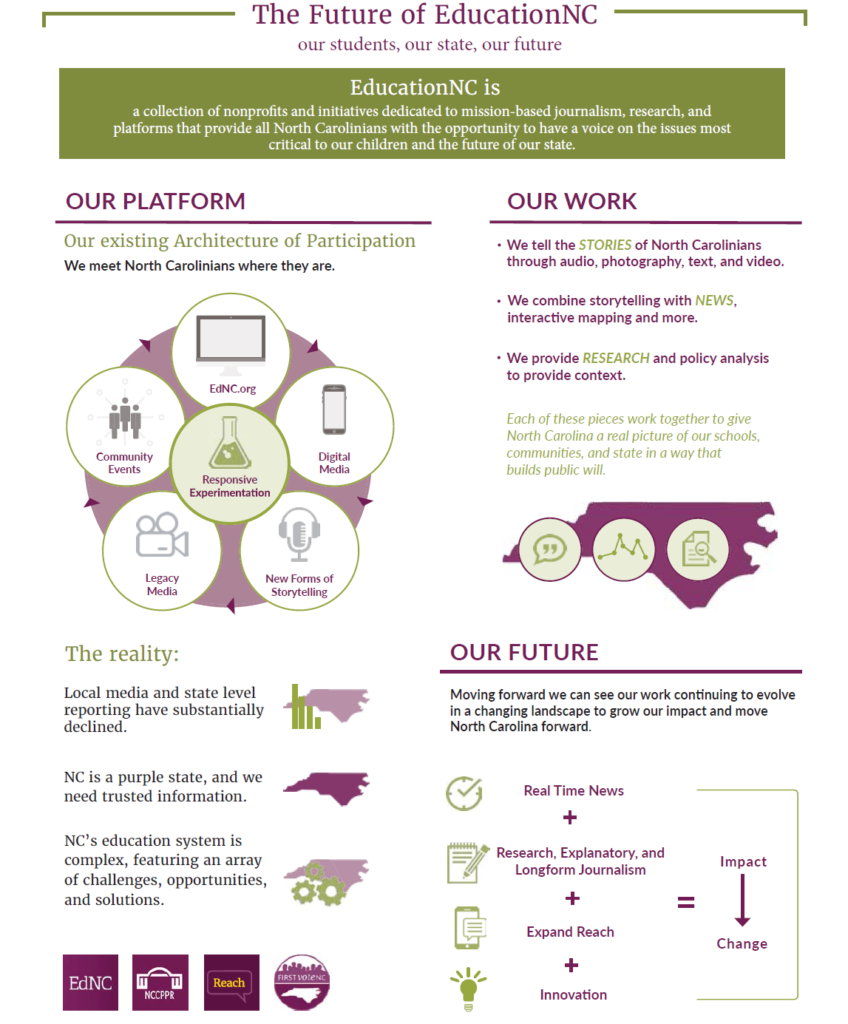 The Future of EducationNC
our students, our state, our future
EducationNC is
a collection of nonprofits and initiatives dedicated to mission-based journalism, research, and
platforms that provide all North Carolinians with the opportunity to have a voice on the issues most
critical to our children and the future of our state.
OUR PLATFORM
Our existing Architecture of Participation
We meet North Carolinians where they are.
EdNC.org
Digital
Media
New Forms of
Storytelling
Legacy
Media
Community
Events
Responsive
Experimentation
OUR WORK
• We tell the STORIES of North Carolinians
through audio, photography, text, and video.
• We combine storytelling with NEWS,
interactive mapping and more.
• We provide RESEARCH and policy analysis
to provide context.
Each of these pieces work together to give
North Carolina a real picture of our schools,
communities, and state in a way that
builds public will.
The reality:
Local media and state level
reporting have substantially
declined.
NC is a purple state, and we
need trusted information.
NC's education system is
complex, featuring an array
of challenges, opportunities,
and solutions.
EdNC
NCCPPR
Reach
FIRST VOTE NC
OUR FUTURE
Moving forward we can see our work continuing to evolve
in a changing landscape to grow our impact and move
North Carolina forward.
Real Time News
+
Research, Explanatory, and
Longform Journalism
+
Expand Reach
+
Innovation
=
Impact
Change